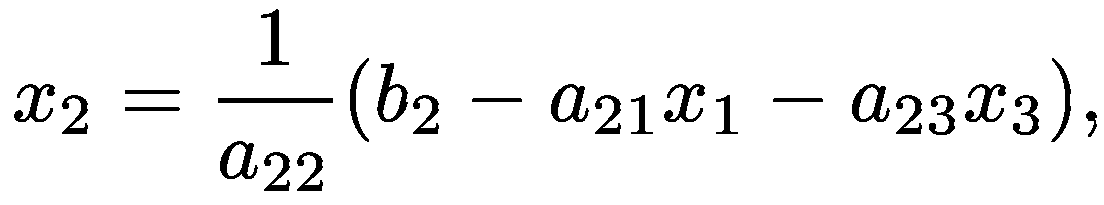 x_2 = \frac{1}{a_{22}}(b_2 - a_{21}x_1 - a_{23}x_3),